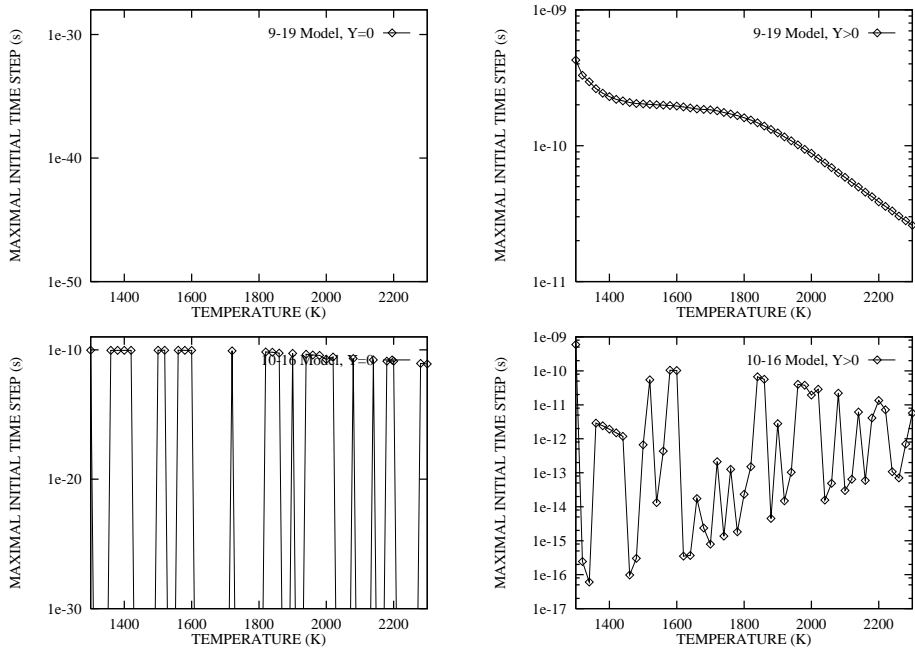 MAXIMAL INITIAL TIME STEP (s)
1e-30
1e-40
1e-50
9-19 Model, Y=0
1400 1600 1800 2000 2200
TEMPERATURE (K)
MAXIMAL INITIAL TIME STEP (s)
1e-09
1e-10
1e-11
9-19 Model, Y>0
1400 1600 1800 2000 2200
TEMPERATURE (K)
MAXIMAL INITIAL TIME STEP (s)
1e-10
1e-20
1e-30
10-16 Model, Y=0
1400 1600 1800 2000 2200
TEMPERATURE (K)
MAXIMAL INITIAL TIME STEP (s)
1e-09
1e-10
1e-11
1e-12
1e-13
1e-14
1e-15
1e-16
1e-17
10-16 Model, Y>0
1400 1600 1800 2000 2200
TEMPERATURE (K)